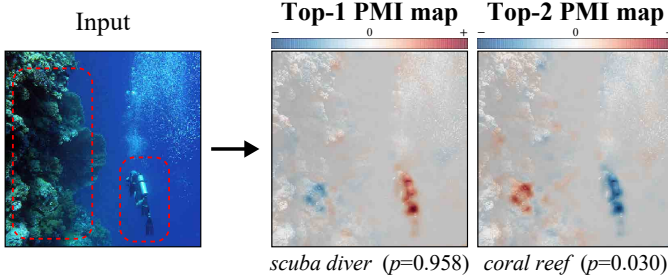 Input
Top-1 PMI map
Top-2 PMI map
− 0 +
− 0 +
scuba diver (p=0.958)
coral reef (p=0.030)